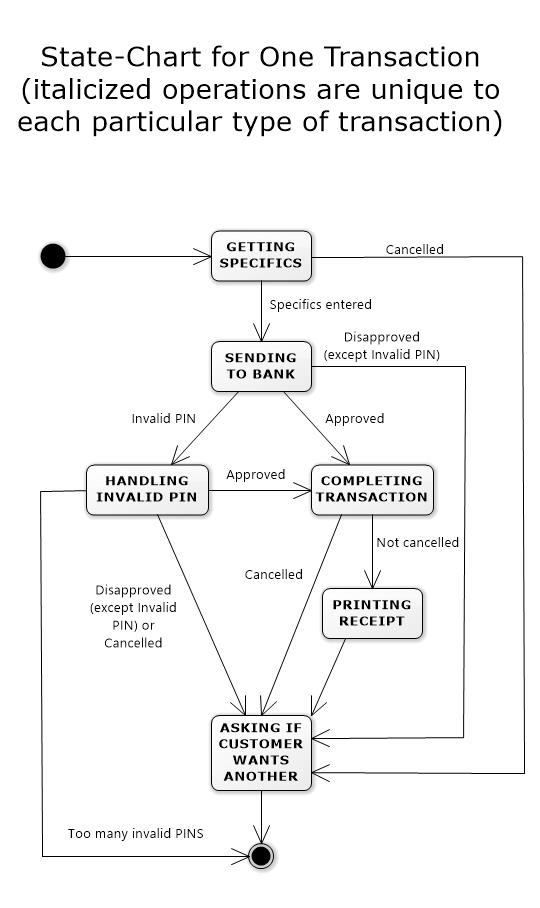 State-Chart for One Transaction
(italicized operations are unique to
each particular type of transaction)
GETTING
SPECIFICS
Cancelled
Specifics entered
Disapproved
(except Invalid PIN)
SENDING
TO BANK
Invalid PIN
Approved
HANDLING
INVALID PIN
Approved
COMPLETING
TRANSACTION
Not cancelled
Cancelled
Disapproved
(except Invalid
PIN) or
Cancelled
PRINTING
RECEIPT
ASKING IF
CUSTOMER
WANTS
ANOTHER
Too many invalid PINS